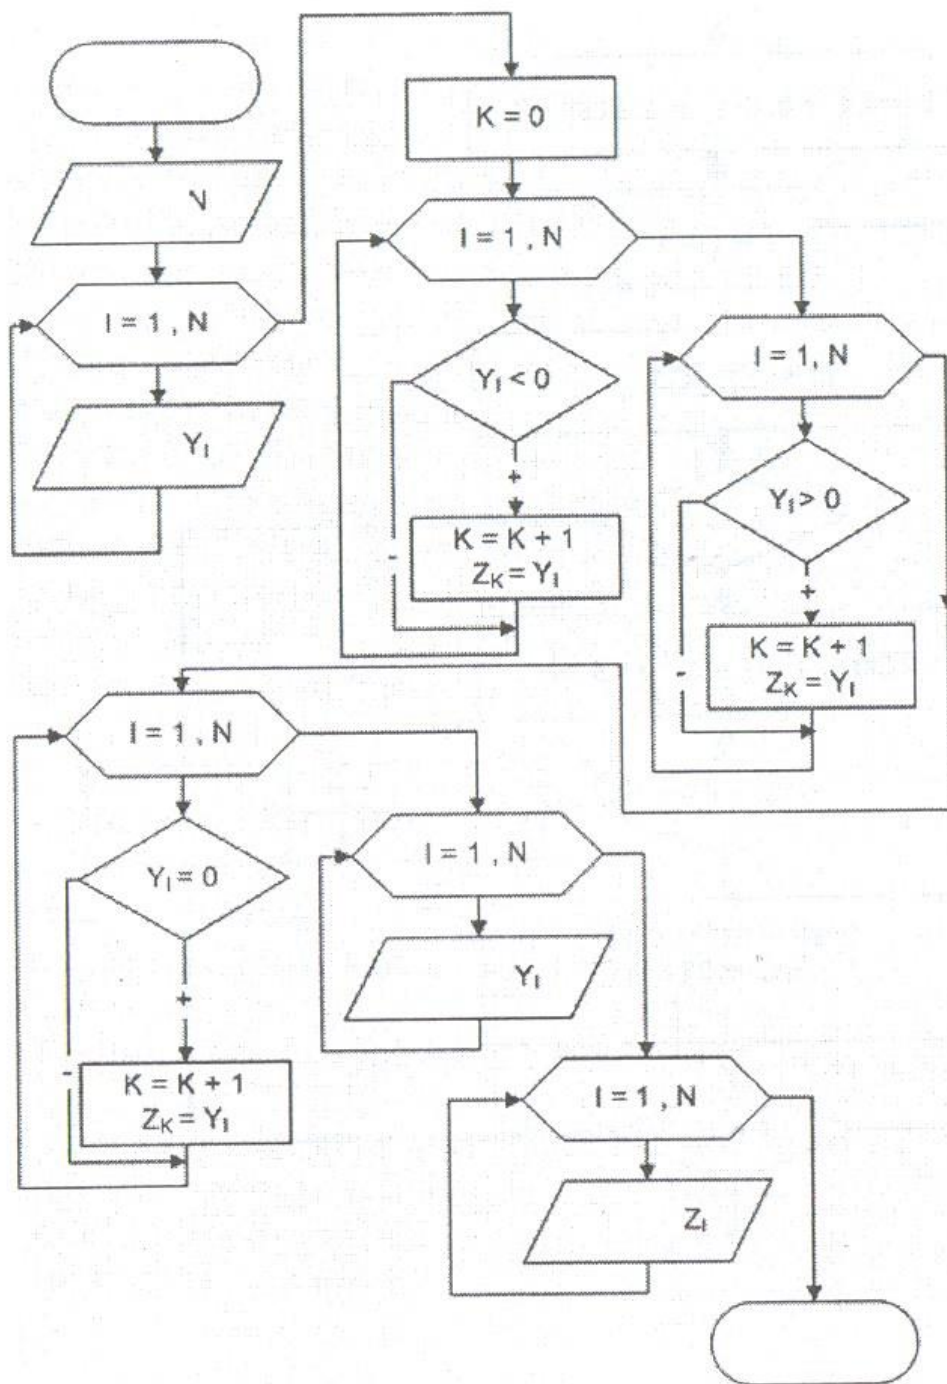 N
I = 1 , N
Y_I
K = 0
I = 1 , N
Y_I < 0
+
-
K = K + 1
Z_K = Y_I
I = 1, N
Y_I > 0
+
-
K = K + 1
Z_K = Y_I
I = 1 , N
Y_I = 0
+
-
K = K + 1
Z_K = Y_I
I = 1 , N
Y_I
I = 1 , N
Z_I